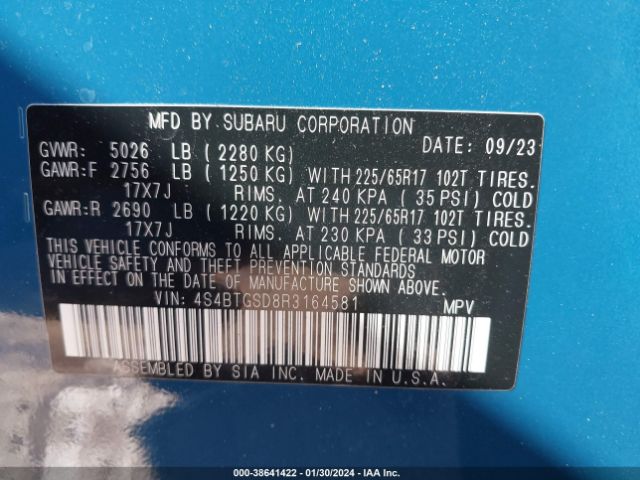 MFD BY SUBARU CORPORATION DATE: 09/23
GVWR: 5026 LB ( 2280 KG)
GAWR:F 2756 LB ( 1250 KG) WITH 225/65R17 102T TIRES.
17X7J RIMS. AT 240 KPA ( 35 PSI) COLD
GAWR:R 2690 LB ( 1220 KG) WITH 225/65R17 102T TIRES.
17X7J RIMS. AT 230 KPA ( 33 PSI) COLD
THIS VEHICLE CONFORMS TO ALL APPLICABLE FEDERAL MOTOR
VEHICLE SAFETY AND THEFT PREVENTION STANDARDS IN
EFFECT ON THE DATE OF MANUFACTURE SHOWN ABOVE.
VIN: 4S4BTGSD8R3164581 MPV
ASSEMBLED BY SIA INC. MADE IN U.S.A.
000-38641422 - 01/30/2024 - IAA Inc.